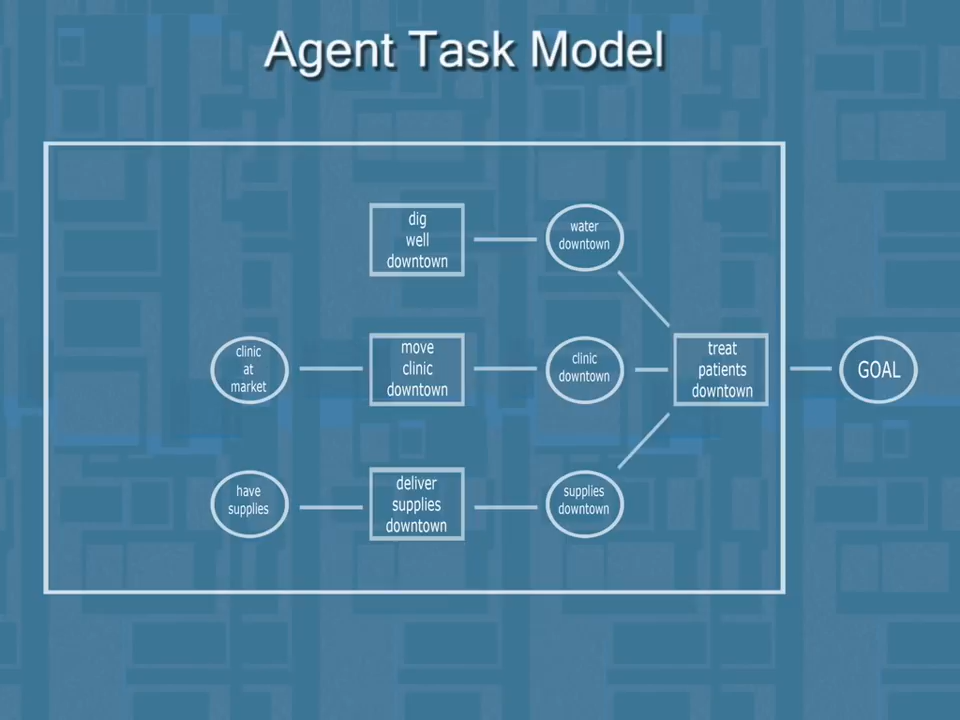 Agent Task Model
dig
well
downtown
water
downtown
clinic
at
market
move
clinic
downtown
clinic
downtown
treat
patients
downtown
GOAL
have
supplies
deliver
supplies
downtown
supplies
downtown